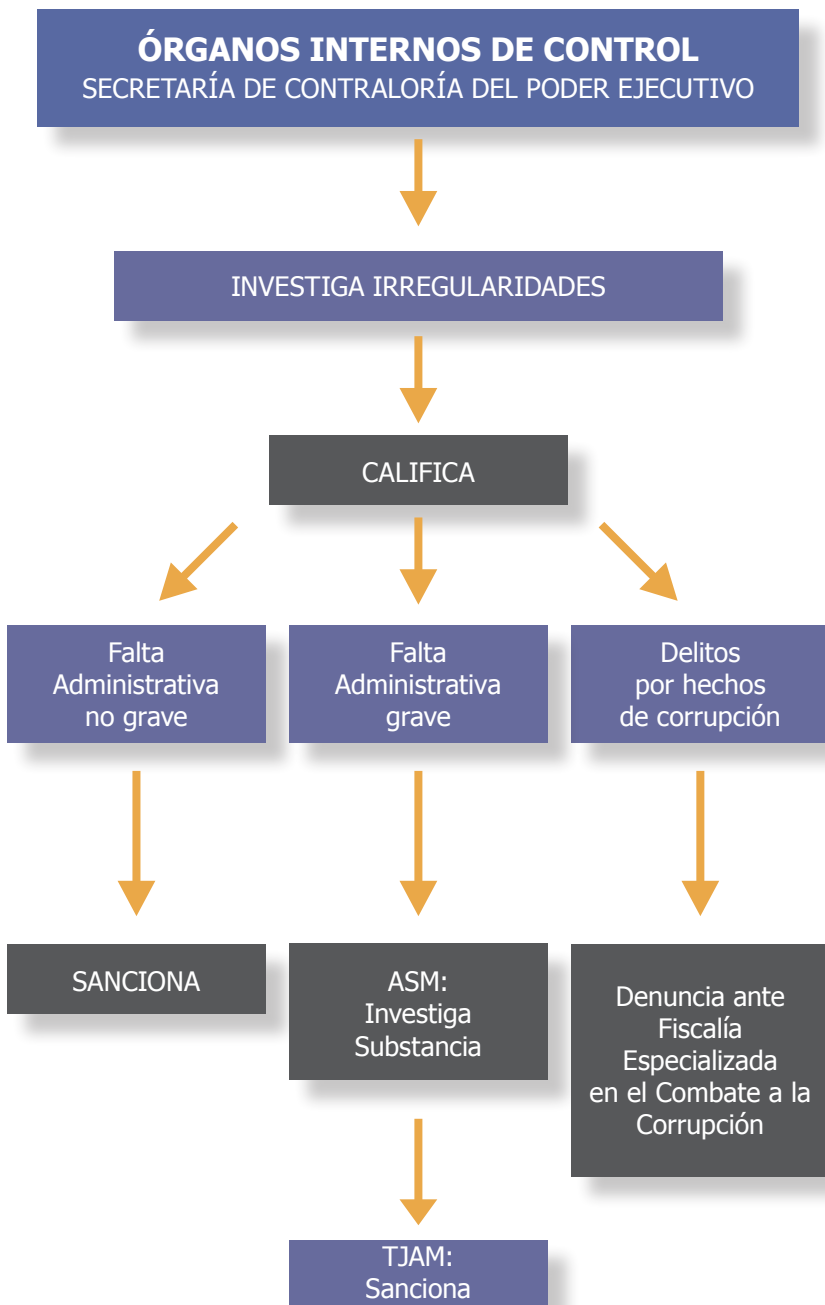 ÓRGANOS INTERNOS DE CONTROL
SECRETARÍA DE CONTRALORÍA DEL PODER EJECUTIVO
INVESTIGA IRREGULARIDADES
CALIFICA
Falta
Administrativa
no grave
Falta
Administrativa
grave
Delitos
por hechos
de corrupción
SANCIONA
ASM:
Investiga
Substancia
Denuncia ante
Fiscalía
Especializada
en el Combate a la
Corrupción
TJAM:
Sanciona